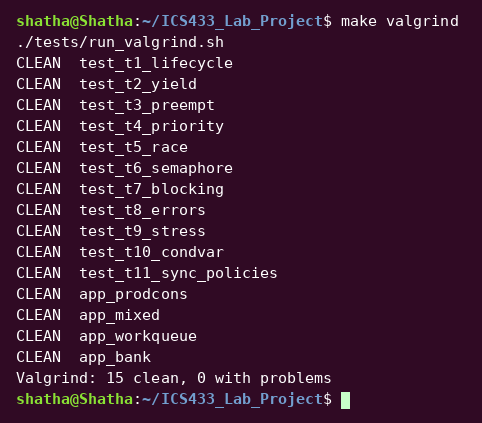 shatha@Shatha:~/ICS433_Lab_Project$ make valgrind
./tests/run_valgrind.sh
CLEAN  test_t1_lifecycle
CLEAN  test_t2_yield
CLEAN  test_t3_preempt
CLEAN  test_t4_priority
CLEAN  test_t5_race
CLEAN  test_t6_semaphore
CLEAN  test_t7_blocking
CLEAN  test_t8_errors
CLEAN  test_t9_stress
CLEAN  test_t10_condvar
CLEAN  test_t11_sync_policies
CLEAN  app_prodcons
CLEAN  app_mixed
CLEAN  app_workqueue
CLEAN  app_bank
Valgrind: 15 clean, 0 with problems
shatha@Shatha:~/ICS433_Lab_Project$